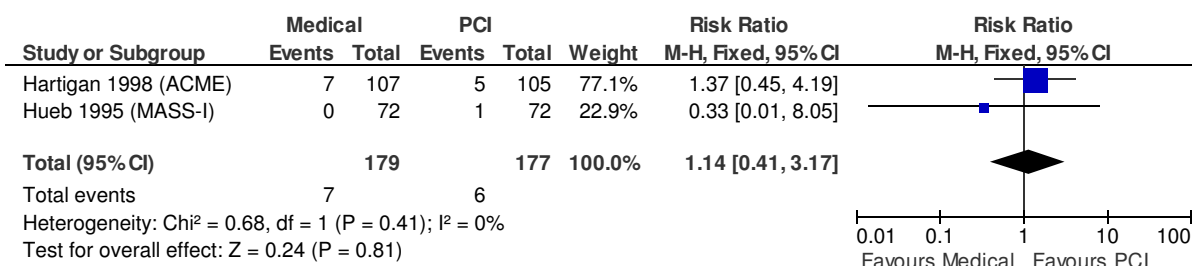 Medical PCI Risk Ratio Risk Ratio
Study or Subgroup Events Total Events Total Weight M-H, Fixed, 95% CI M-H, Fixed, 95% CI
Hartigan 1998 (ACME) 7 107 5 105 77.1% 1.37 [0.45, 4.19]
Hueb 1995 (MASS-I) 0 72 1 72 22.9% 0.33 [0.01, 8.05]
Total (95% CI) 179 177 100.0% 1.14 [0.41, 3.17]
Total events 7 6
Heterogeneity: Chi² = 0.68, df = 1 (P = 0.41); I² = 0%
Test for overall effect: Z = 0.24 (P = 0.81)
0.01 0.1 1 10 100
Favours Medical Favours PCI